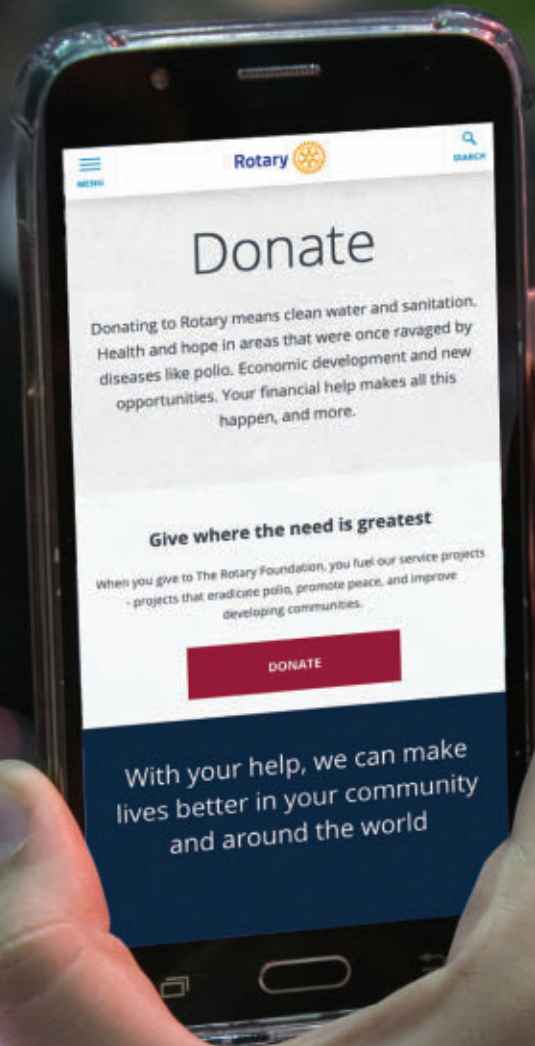 MENU
Rotary
SEARCH
Donate
Donating to Rotary means clean water and sanitation.
Health and hope in areas that were once ravaged by
diseases like polio. Economic development and new
opportunities. Your financial help makes all this
happen, and more.
Give where the need is greatest
When you give to The Rotary Foundation, you fuel our service projects
- projects that eradicate polio, promote peace, and improve
developing communities.
DONATE
With your help, we can make
lives better in your community
and around the world